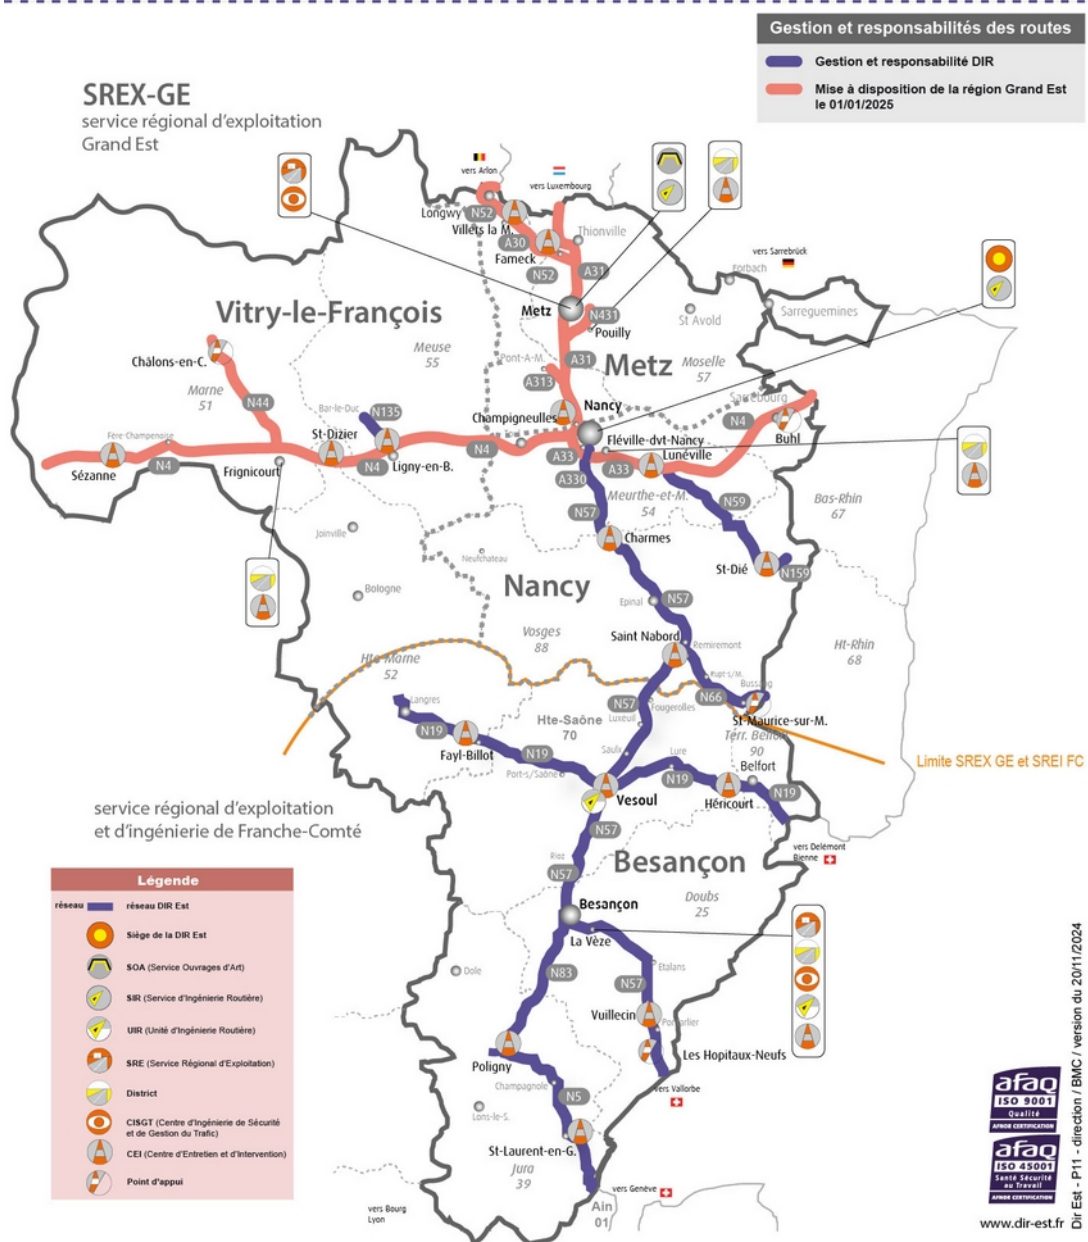 Gestion et responsabilités des routes
Gestion et responsabilité DIR
Mise à disposition de la région Grand Est
le 01/01/2025
SREX-GE
service régional d'exploitation
Grand Est
vers Arlon
vers Luxembourg
Longwy
N52
Villers la M.
A30
Thionville
Fameck
N52
A31
vers Sarrebrück
Forbach
Sarreguemines
St Avold
Metz
N431
Pouilly
Vitry-le-François
Châlons-en-C.
Meuse
55
Pont-A-M.
A31
Metz
Moselle
57
A313
Marne
51
N44
Bar-le-Duc
N135
Champigneulles
Nancy
Sarrebourg
N4
Buhl
Fère-Champenoise
St-Dizier
Toul
Fléville-dvt-Nancy
Lunéville
Sézanne
N4
Frignicourt
N4
Ligny-en-B.
N4
A33
A33
A330
Meurthe-et-M.
54
N59
Bas-Rhin
67
N57
Charmes
Joinville
Neufchateau
St-Dié
N159
Bologne
Nancy
Epinal
N57
Vosges
88
Saint Nabord
Remiremont
Ht-Rhin
68
Hte-Marne
52
Rupt-s/M.
Bussang
N66
Langres
N57
Fougerolles
St-Maurice-sur-M.
Hte-Saône
70
Luxeuil
Terr. Belfort
90
N19
Fayl-Billot
N19
Saulx
Lure
Belfort
Limite SREX GE et SREI FC
Port-s/Saône
N19
Héricourt
N19
Vesoul
service régional d'exploitation
et d'ingénierie de Franche-Comté
N57
vers Delémont
Bienne
Rioz
Besançon
N57
Doubs
25
Besançon
La Vèze
Dole
N83
Etalans
N57
Vuillecin
Pontarlier
Les Hopitaux-Neufs
Poligny
vers Vallorbe
Champagnole
N5
Lons-le-S.
St-Laurent-en-G.
Jura
39
vers Genève
vers Bourg
Lyon
Ain
01
Légende
réseau
réseau DIR Est
Siège de la DIR Est
SOA (Service Ouvrages d'Art)
SIR (Service d'Ingénierie Routière)
UIR (Unité d'Ingénierie Routière)
SRE (Service Régional d'Exploitation)
District
CISGT (Centre d'Ingénierie de Sécurité
et de Gestion du Trafic)
CEI (Centre d'Entretien et d'Intervention)
Point d'appui
afaq
ISO 9001
Qualité
AFNOR CERTIFICATION
afaq
ISO 45001
Santé Sécurité
au Travail
AFNOR CERTIFICATION
www.dir-est.fr
Dir Est - P11 - direction / BMC / version du 20/11/2024